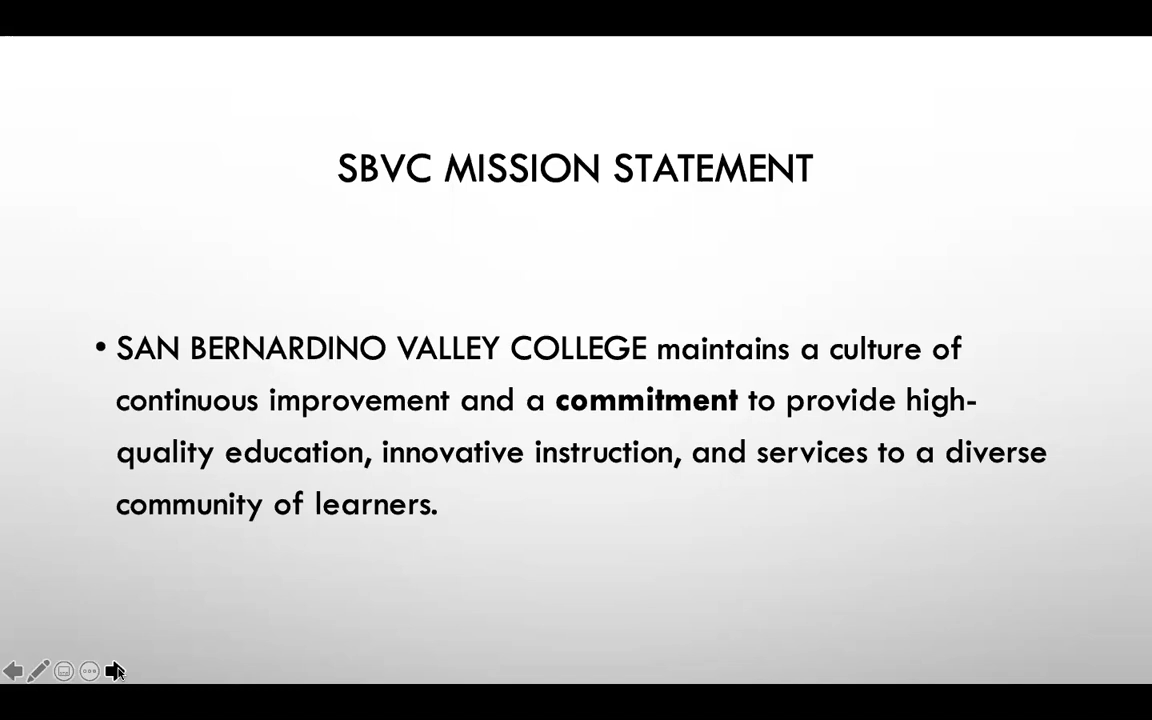 SBVC MISSION STATEMENT
• SAN BERNARDINO VALLEY COLLEGE maintains a culture of
continuous improvement and a commitment to provide high-
quality education, innovative instruction, and services to a diverse
community of learners.